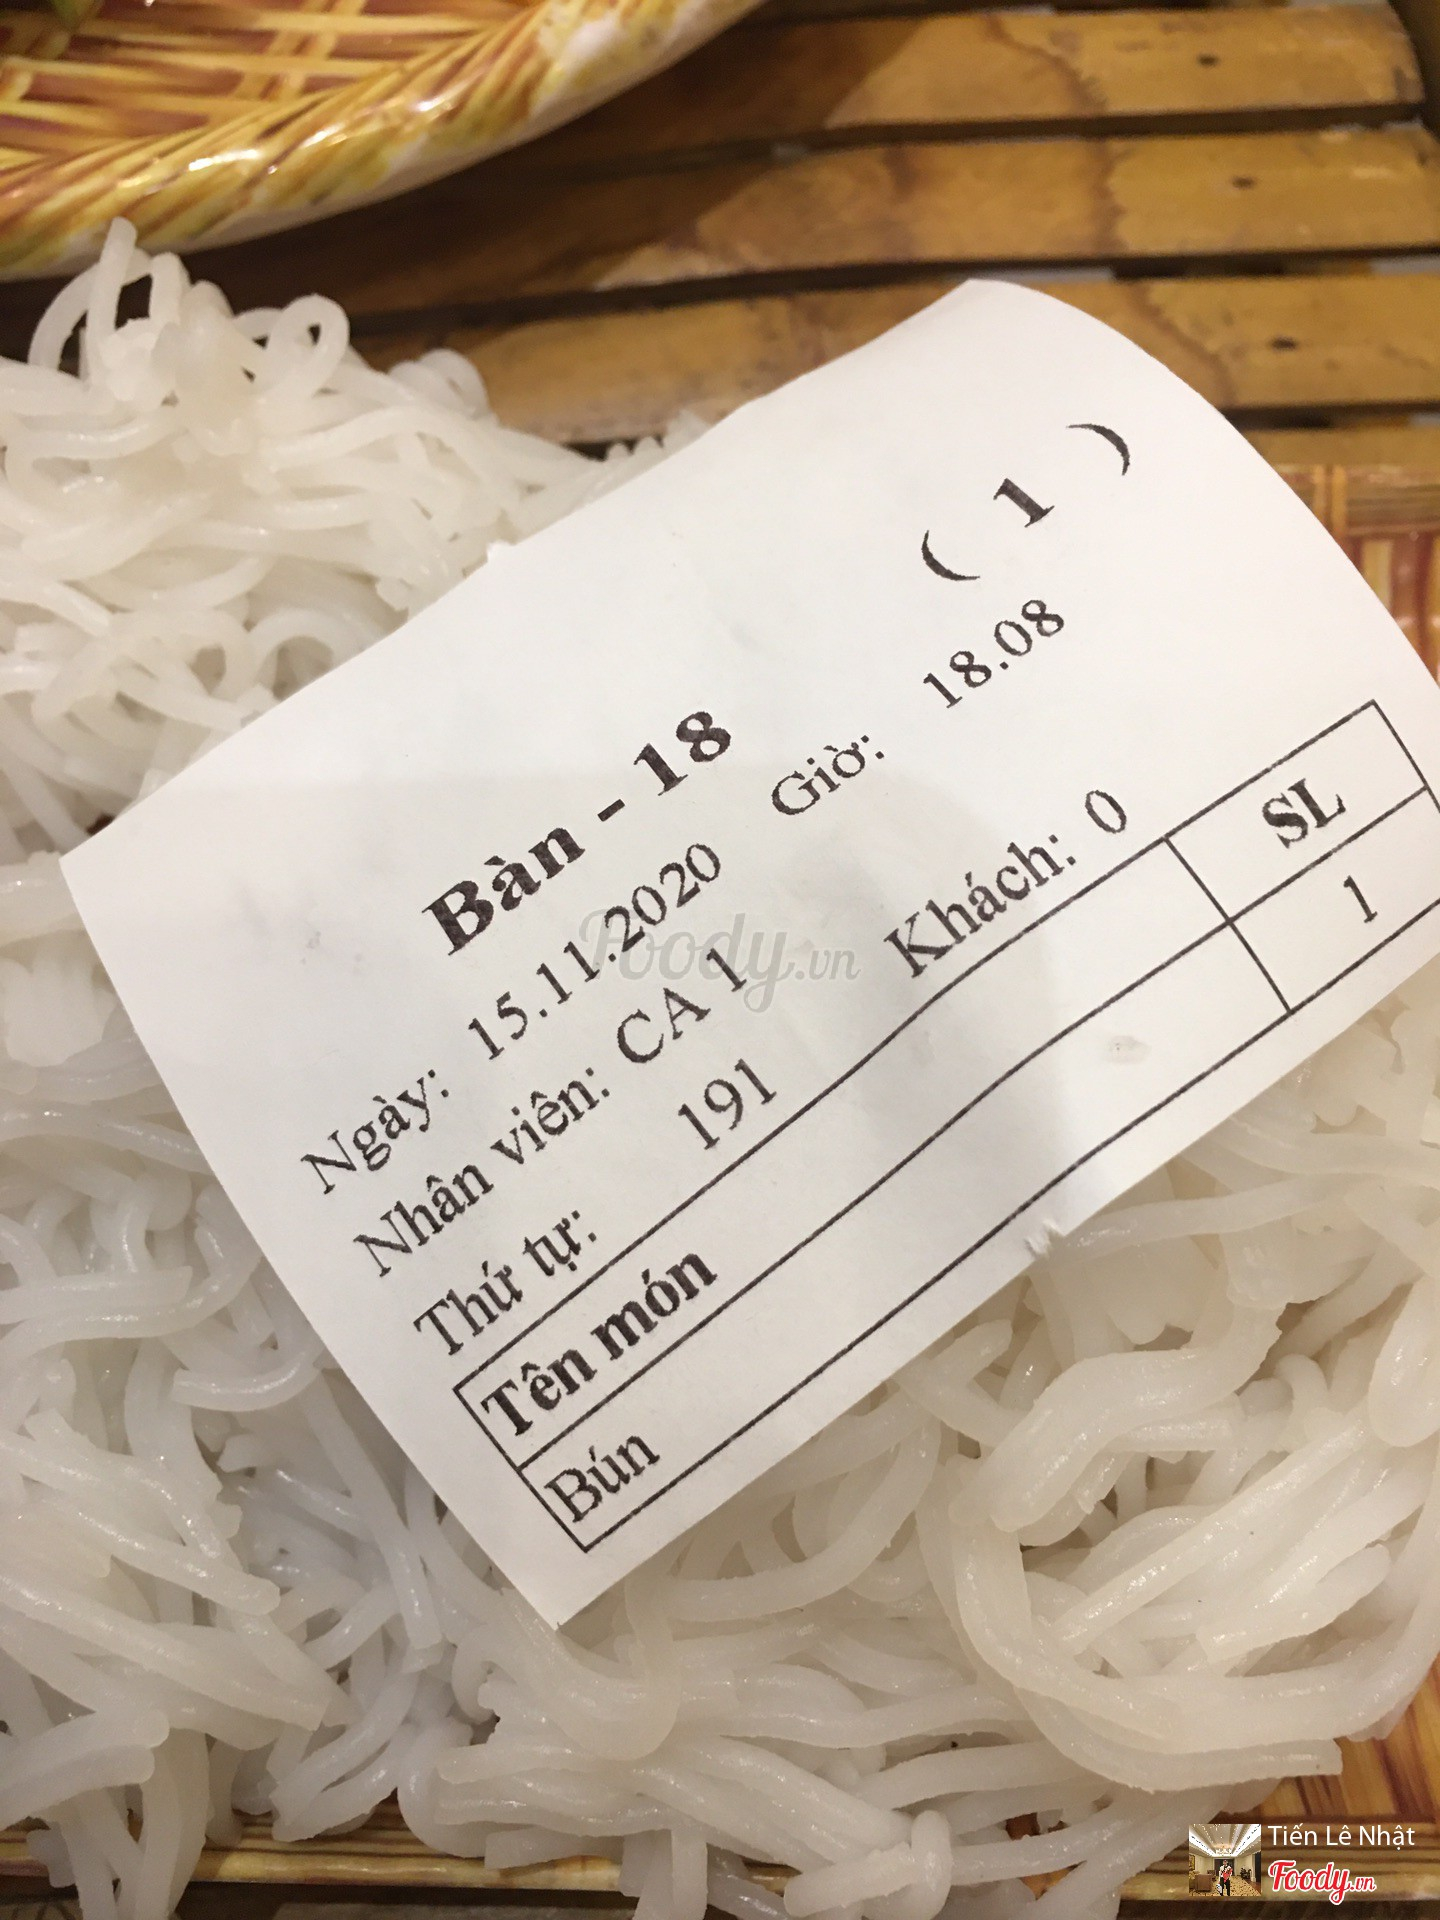 Bàn - 18 ( 1 )
Ngày: 15.11.2020 Giờ: 18.08
Nhân viên: CA 1
Thứ tự: 191 Khách: 0
Tên món SL
Bún 1
Foody.vn
Tiến Lê Nhật
Foody.vn